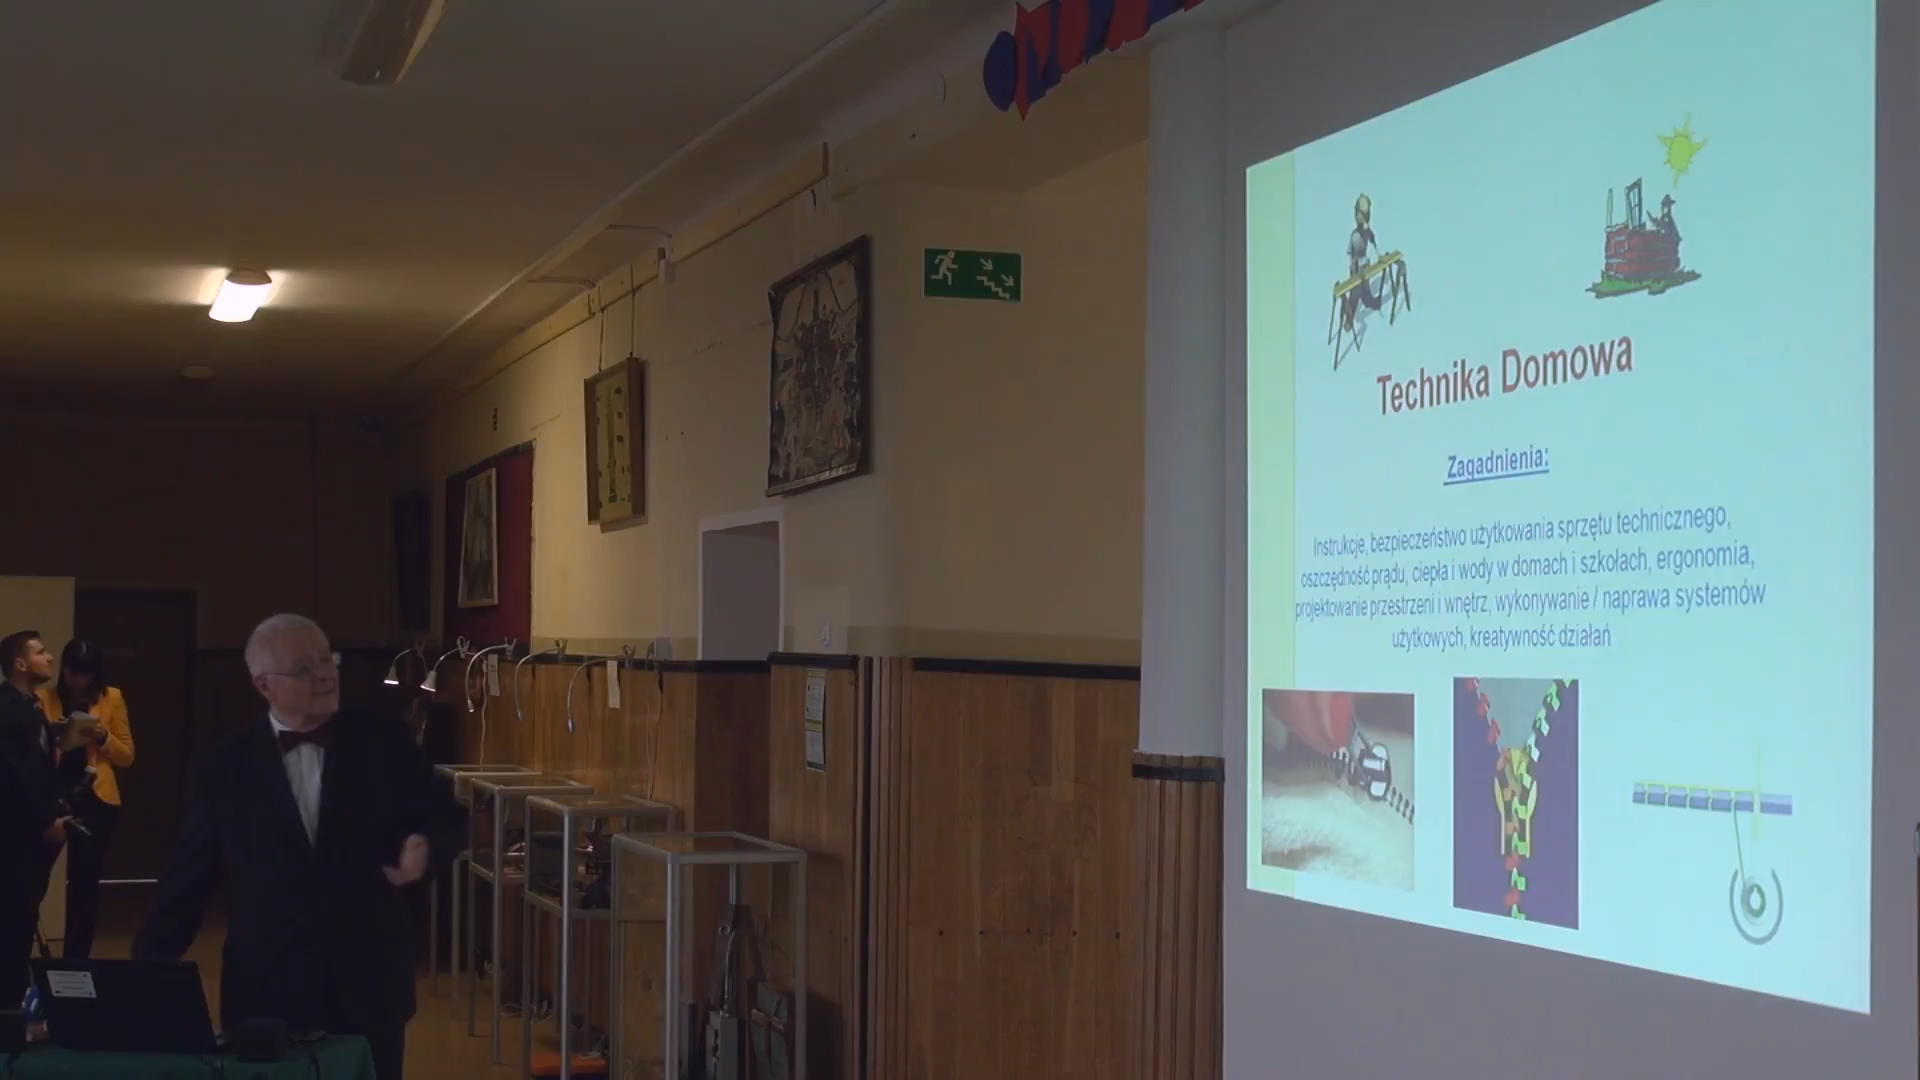 Technika Domowa
Zagadnienia:
Instrukcje, bezpieczeństwo użytkowania sprzętu technicznego,
oszczędność prądu, ciepła i wody w domach i szkołach, ergonomia,
projektowanie przestrzeni i wnętrz, wykonywanie / naprawa systemów
użytkowych, kreatywność działań